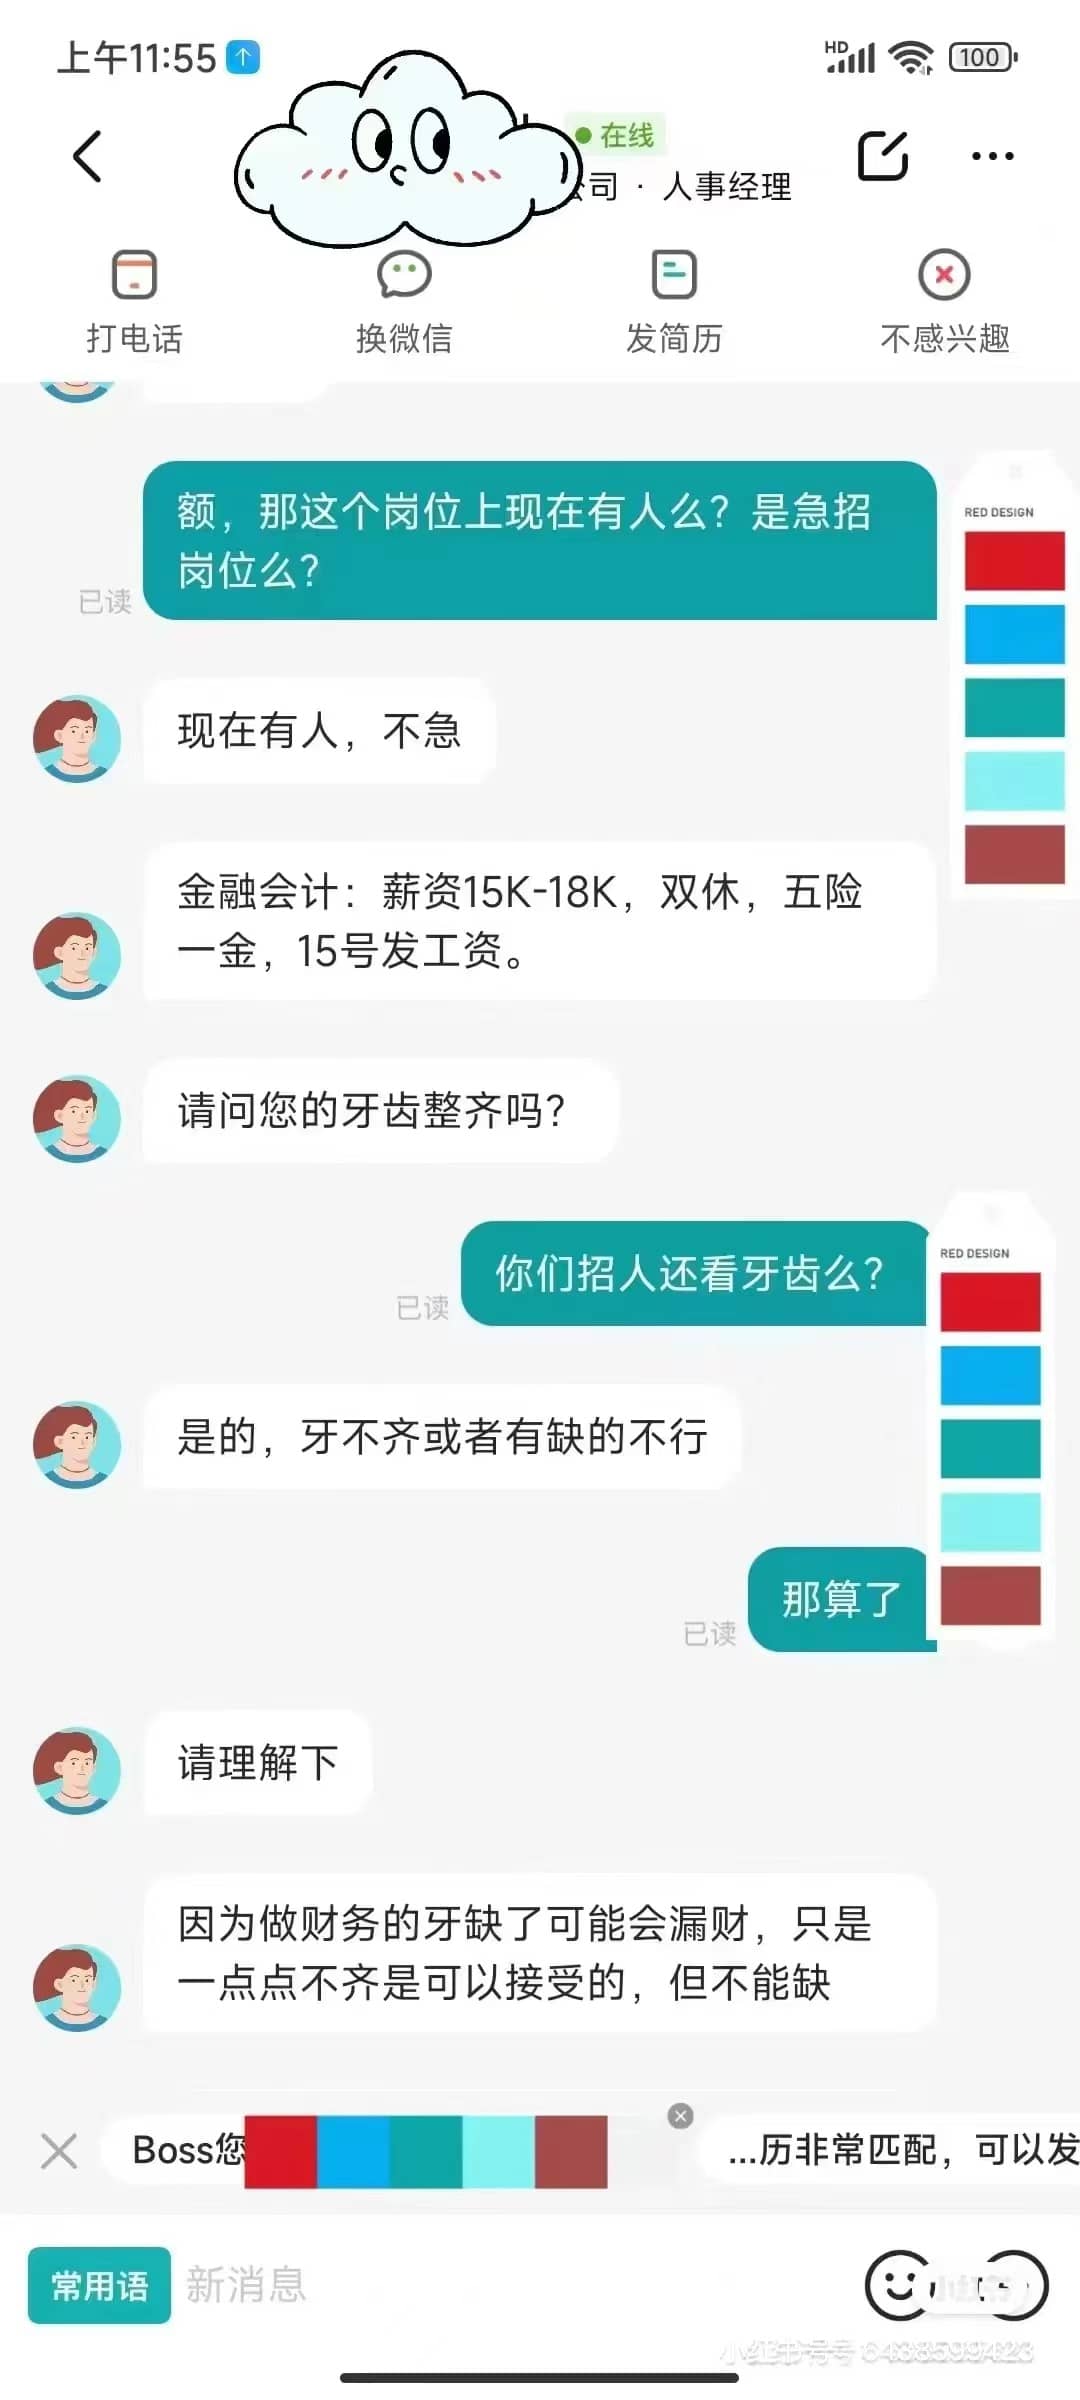 上午11:55
HD
100
在线
公司 · 人事经理
打电话
换微信
发简历
不感兴趣
额，那这个岗位上现在有人么？是急招
岗位么？
已读
RED DESIGN
现在有人，不急
金融会计：薪资15K-18K，双休，五险
一金，15号发工资。
请问您的牙齿整齐吗？
你们招人还看牙齿么？
已读
RED DESIGN
是的，牙不齐或者有缺的不行
那算了
已读
请理解下
因为做财务的牙缺了可能会漏财，只是
一点点不齐是可以接受的，但不能缺
Boss您
...历非常匹配，可以发
常用语
新消息
小红书
小红书号 6438599423